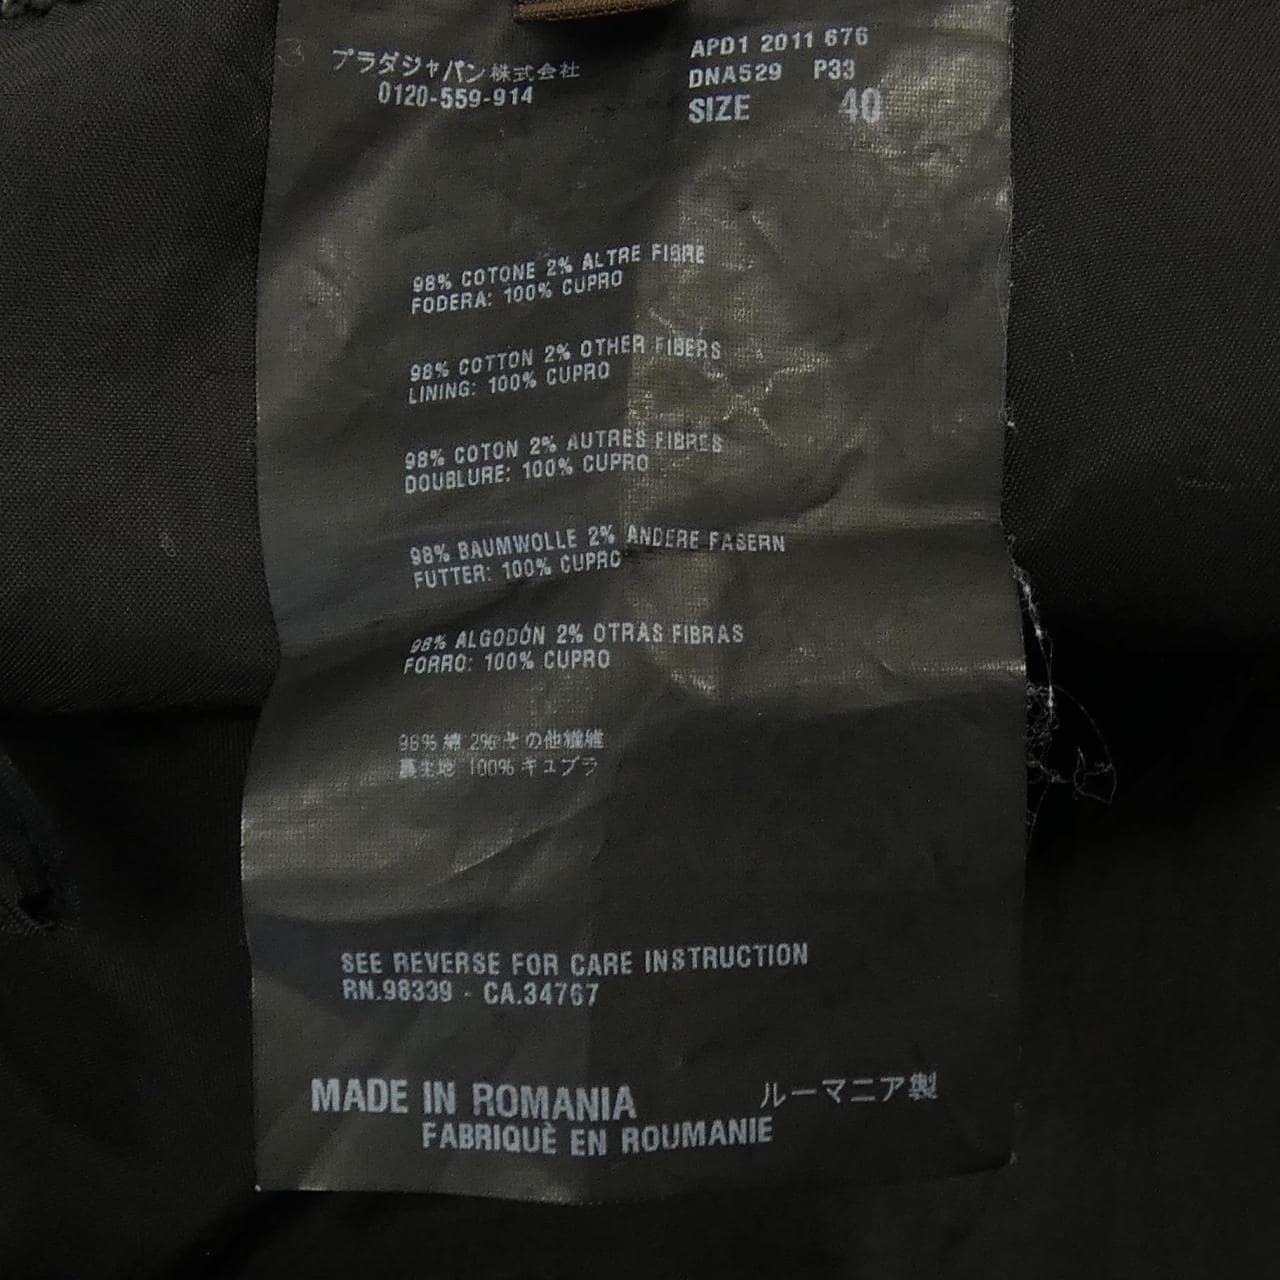 プラダジャパン株式会社
0120-559-914
APD1 2011 676
DNA529 P33
SIZE 40
98% COTONE 2% ALTRE FIBRE
FODERA: 100% CUPRO
98% COTTON 2% OTHER FIBERS
LINING: 100% CUPRO
98% COTON 2% AUTRES FIBRES
DOUBLURE: 100% CUPRO
98% BAUMWOLLE 2% ANDERE FASERN
FUTTER: 100% CUPRO
98% ALGODÓN 2% OTRAS FIBRAS
FORRO: 100% CUPRO
98% 綿 2% その他繊維
裏生地 100% キュプラ
SEE REVERSE FOR CARE INSTRUCTION
RN.98339 - CA.34767
MADE IN ROMANIA ルーマニア製
FABRIQUÈ EN ROUMANIE